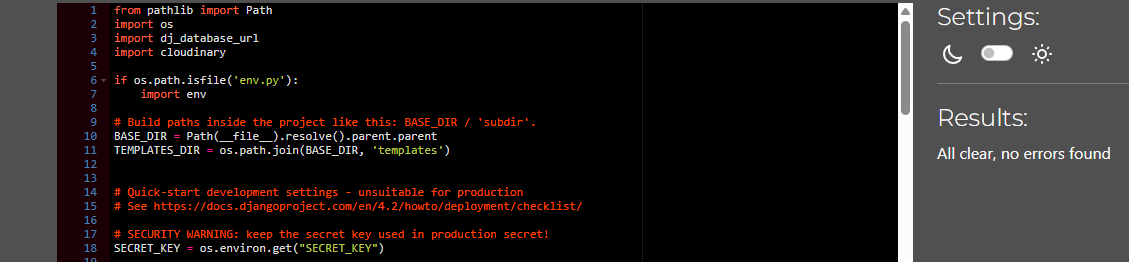 1 from pathlib import Path
2 import os
3 import dj_database_url
4 import cloudinary
5
6 if os.path.isfile('env.py'):
7     import env
8
9 # Build paths inside the project like this: BASE_DIR / 'subdir'.
10 BASE_DIR = Path(__file__).resolve().parent.parent
11 TEMPLATES_DIR = os.path.join(BASE_DIR, 'templates')
12
13
14 # Quick-start development settings - unsuitable for production
15 # See https://docs.djangoproject.com/en/4.2/howto/deployment/checklist/
16
17 # SECURITY WARNING: keep the secret key used in production secret!
18 SECRET_KEY = os.environ.get("SECRET_KEY")
19
Settings:
Results:
All clear, no errors found